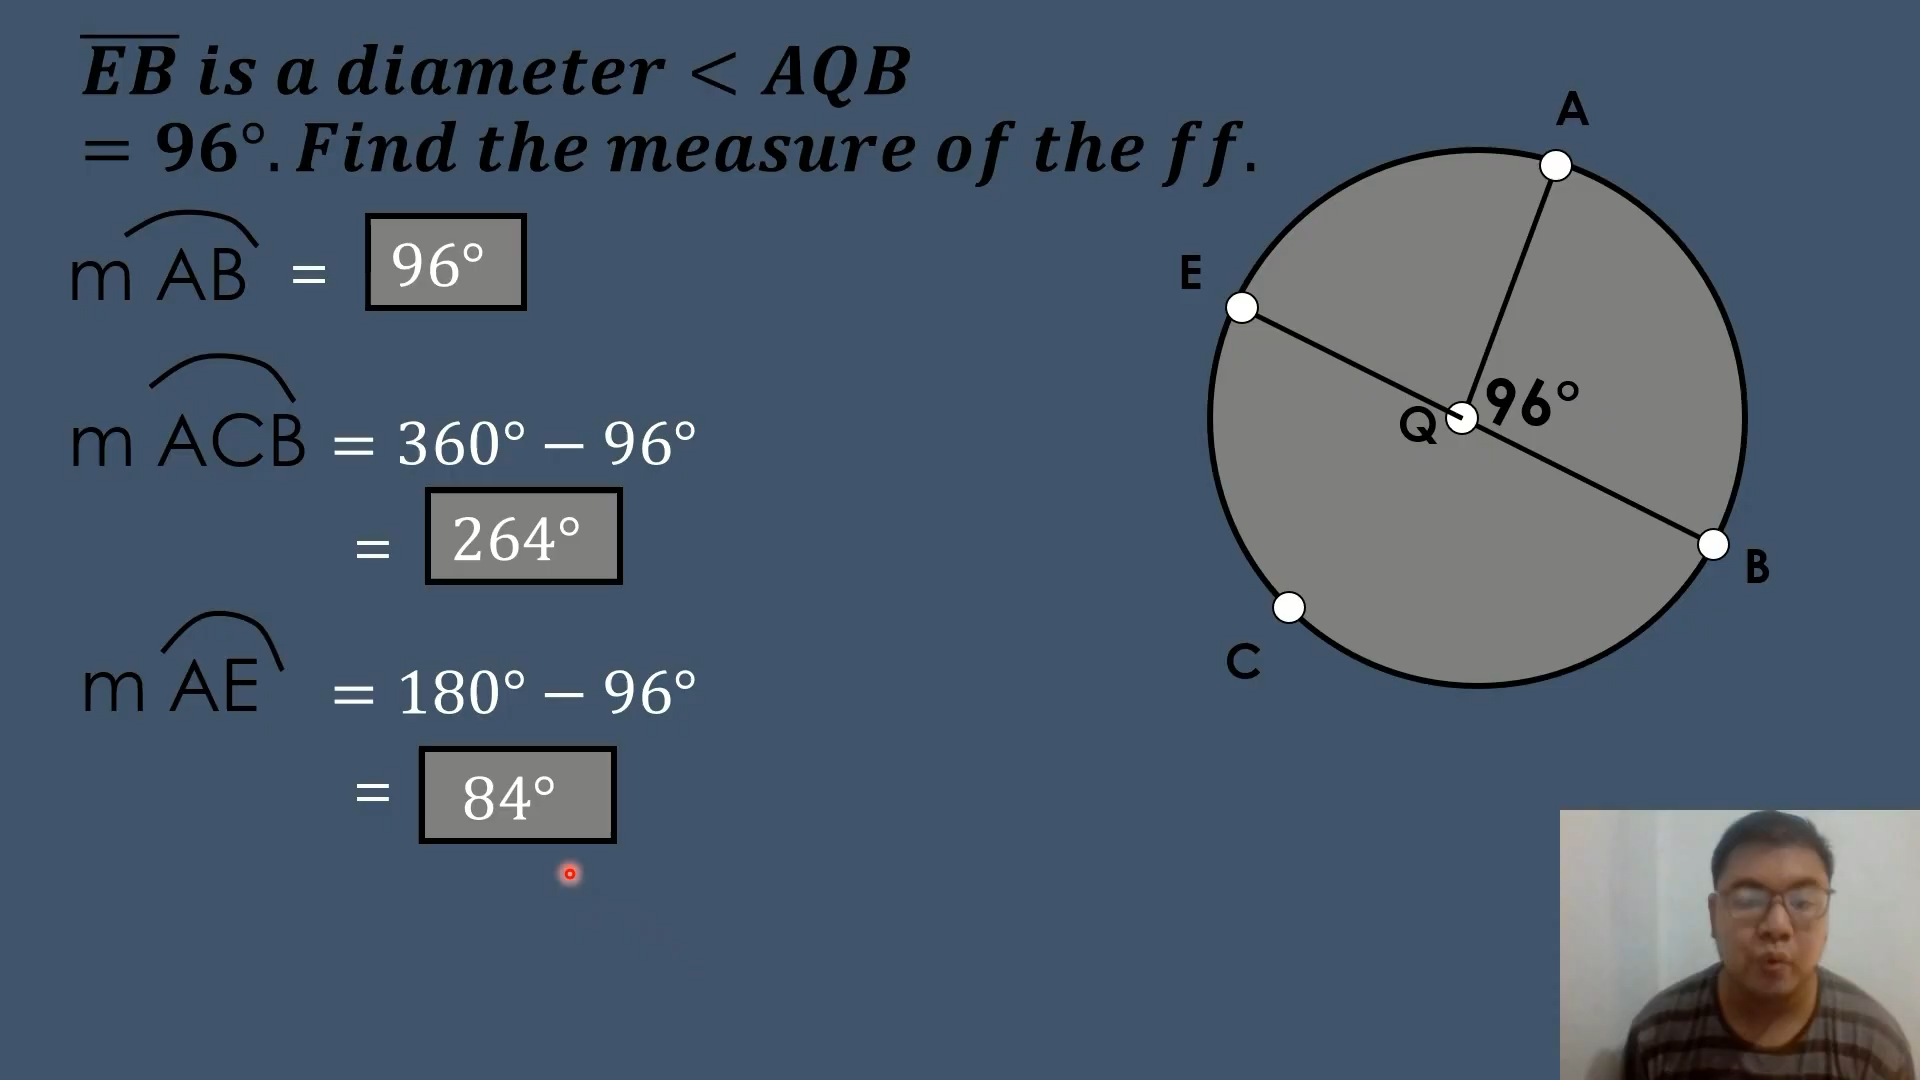 EB is a diameter < AQB
= 96°. Find the measure of the ff.
m AB = 96°
m ACB = 360° − 96°
= 264°
m AE = 180° − 96°
= 84°
A
E
Q 96°
B
C